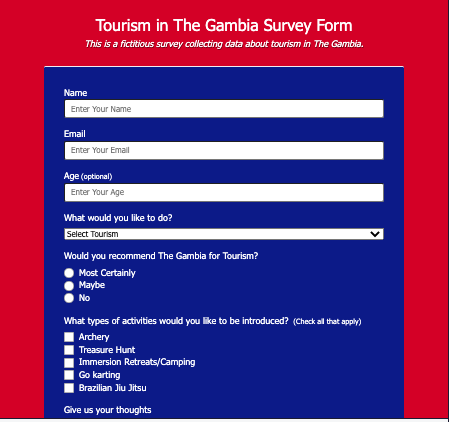 Tourism in The Gambia Survey Form
This is a fictitious survey collecting data about tourism in The Gambia.
Name
Enter Your Name
Email
Enter Your Email
Age (optional)
Enter Your Age
What would you like to do?
Select Tourism
Would you recommend The Gambia for Tourism?
Most Certainly
Maybe
No
What types of activities would you like to be introduced? (Check all that apply)
Archery
Treasure Hunt
Immersion Retreats/Camping
Go karting
Brazilian Jiu Jitsu
Give us your thoughts